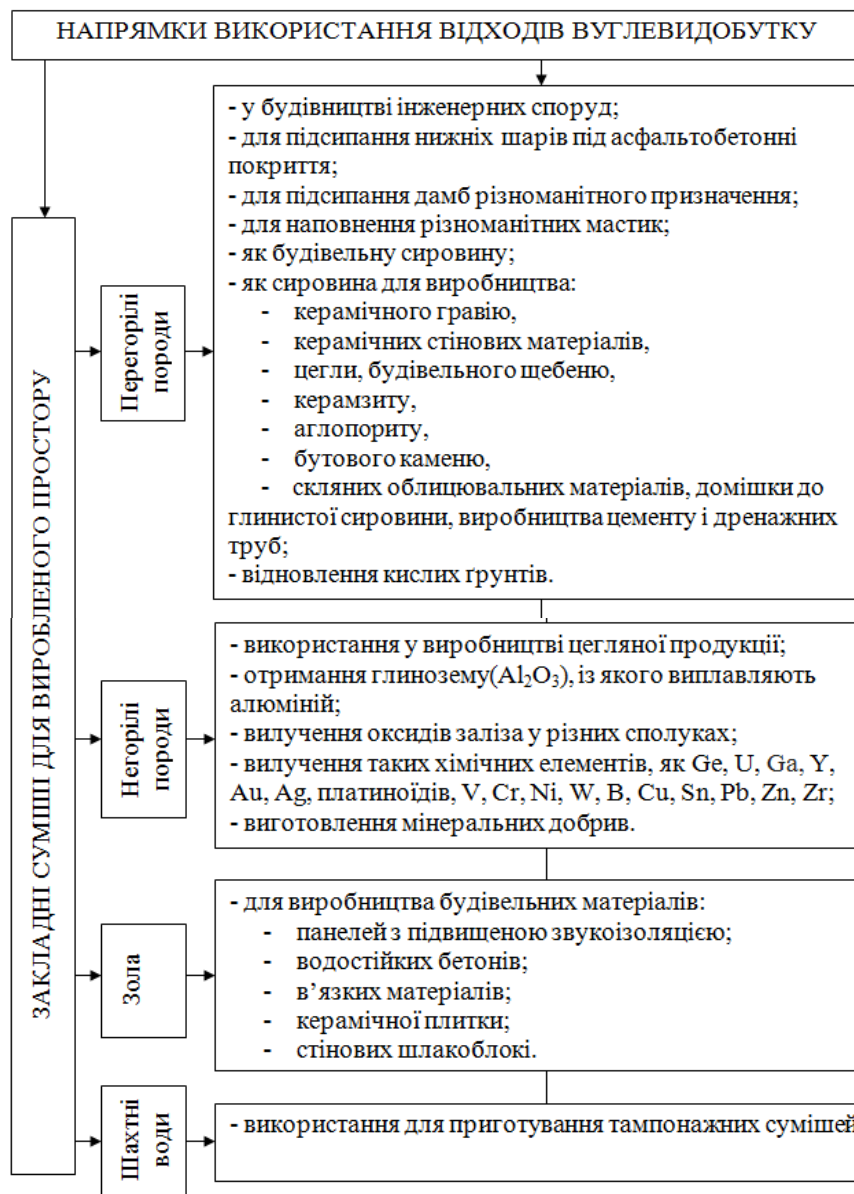 НАПРЯМКИ ВИКОРИСТАННЯ ВІДХОДІВ ВУГЛЕВИДОБУТКУ
ЗАКЛАДНІ СУМІШІ ДЛЯ ВИРОБЛЕНОГО ПРОСТОРУ
Перегорілі
породи
- у будівництві інженерних споруд;
- для підсипання нижніх шарів під асфальтобетонні
покриття;
- для підсипання дамб різноманітного призначення;
- для наповнення різноманітних мастик;
- як будівельну сировину;
- як сировина для виробництва:
- керамічного гравію,
- керамічних стінових матеріалів,
- цегли, будівельного щебеню,
- керамзиту,
- аглопориту,
- бутового каменю,
- скляних облицювальних матеріалів, домішки до
глинистої сировини, виробництва цементу і дренажних
труб;
- відновлення кислих ґрунтів.
Негорілі
породи
- використання у виробництві цегляної продукції;
- отримання глинозему(Al₂O₃), із якого виплавляють
алюміній;
- вилучення оксидів заліза у різних сполуках;
- вилучення таких хімічних елементів, як Ge, U, Ga, Y,
Au, Ag, платиноїдів, V, Cr, Ni, W, B, Cu, Sn, Pb, Zn, Zr;
- виготовлення мінеральних добрив.
Зола
- для виробництва будівельних матеріалів:
- панелей з підвищеною звукоізоляцією;
- водостійких бетонів;
- в’язких матеріалів;
- керамічної плитки;
- стінових шлакоблокі.
Шахтні
води
- використання для приготування тампонажних сумішей